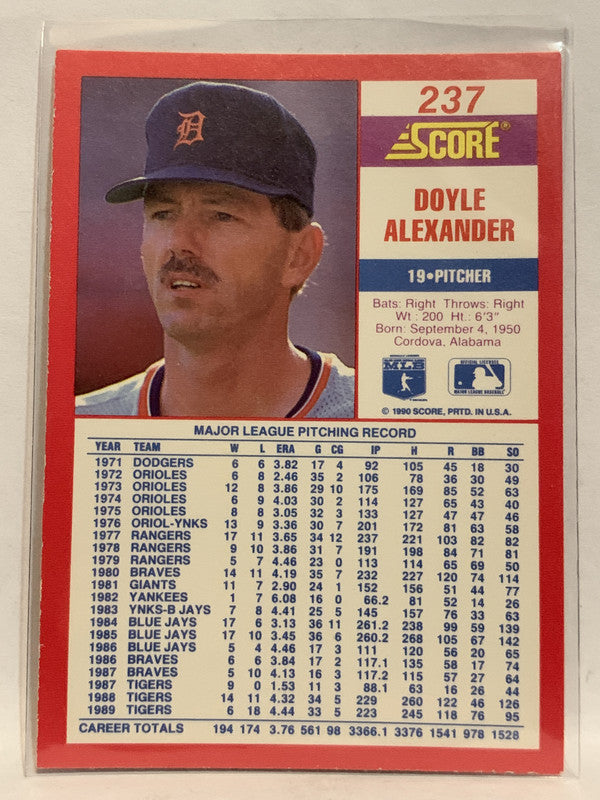 D
237
SCORE®
DOYLE
ALEXANDER
19•PITCHER
Bats: Right Throws: Right
Wt: 200 Ht.: 6'3"
Born: September 4, 1950
Cordova, Alabama
MLB
OFFICIAL LICENSEE
MAJOR LEAGUE BASEBALL
© 1990 SCORE, PRTD. IN U.S.A.
MAJOR LEAGUE PITCHING RECORD
YEAR TEAM W L ERA G CG IP H R BB SO
1971 DODGERS 6 6 3.82 17 4 92 105 45 18 30
1972 ORIOLES 6 8 2.46 35 2 106 78 36 30 49
1973 ORIOLES 12 8 3.86 29 10 175 169 85 52 63
1974 ORIOLES 6 9 4.03 30 2 114 127 65 43 40
1975 ORIOLES 8 8 3.05 32 3 133 127 47 47 46
1976 ORIOL-YNKS 13 9 3.36 30 7 201 172 81 63 58
1977 RANGERS 17 11 3.65 34 12 237 221 103 82 82
1978 RANGERS 9 10 3.86 31 7 191 198 84 71 81
1979 RANGERS 5 7 4.46 23 0 113 114 65 69 50
1980 BRAVES 14 11 4.19 35 7 232 227 120 74 114
1981 GIANTS 11 7 2.90 24 1 152 156 51 44 77
1982 YANKEES 1 7 6.08 16 0 66.2 81 52 14 26
1983 YNKS-B JAYS 7 8 4.41 25 5 145 157 76 33 63
1984 BLUE JAYS 17 6 3.13 36 11 261.2 238 99 59 139
1985 BLUE JAYS 17 10 3.45 36 6 260.2 268 105 67 142
1986 BLUE JAYS 5 4 4.46 17 3 111 120 56 20 65
1986 BRAVES 6 6 3.84 17 2 117.1 135 58 17 74
1987 BRAVES 5 10 4.13 16 3 117.2 115 57 27 64
1987 TIGERS 9 0 1.53 11 3 88.1 63 16 26 44
1988 TIGERS 14 11 4.32 34 5 229 260 122 46 126
1989 TIGERS 6 18 4.44 33 5 223 245 118 76 95
CAREER TOTALS 194 174 3.76 561 98 3366.1 3376 1541 978 1528